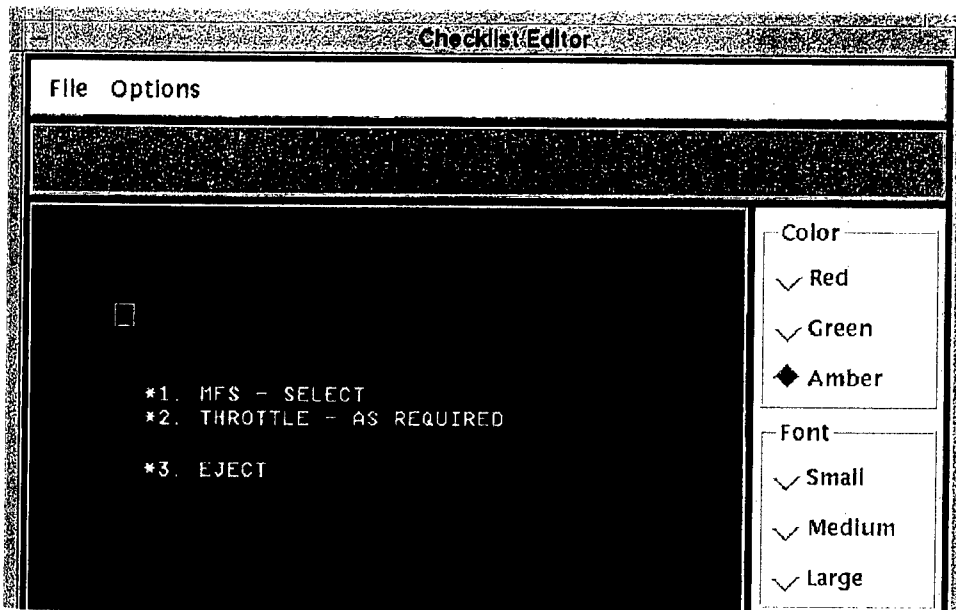 Checklist Editor
File Options
*1. MFS - SELECT
*2. THROTTLE - AS REQUIRED
*3. EJECT
Color
Red
Green
Amber
Font
Small
Medium
Large